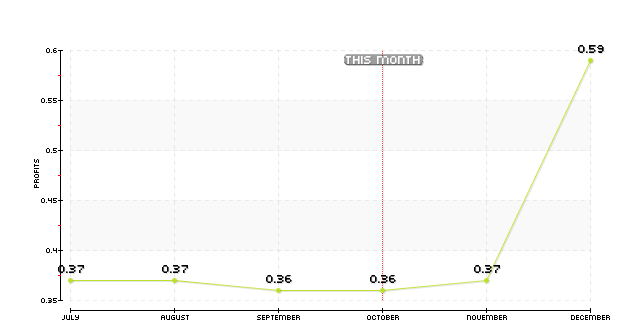 0.6
0.59
THIS MONTH
0.55
0.5
PROFITS
0.45
0.4
0.37
0.37
0.36
0.36
0.37
0.35
JULY
AUGUST
SEPTEMBER
OCTOBER
NOVEMBER
DECEMBER